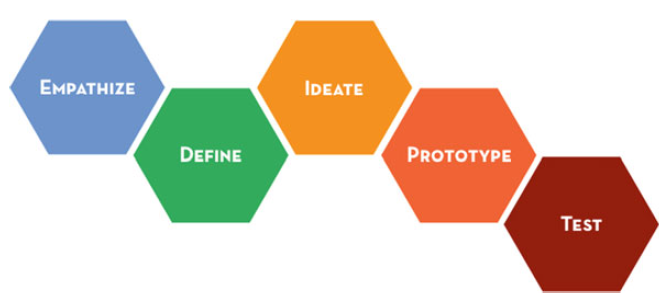 Empathize
Define
Ideate
Prototype
Test